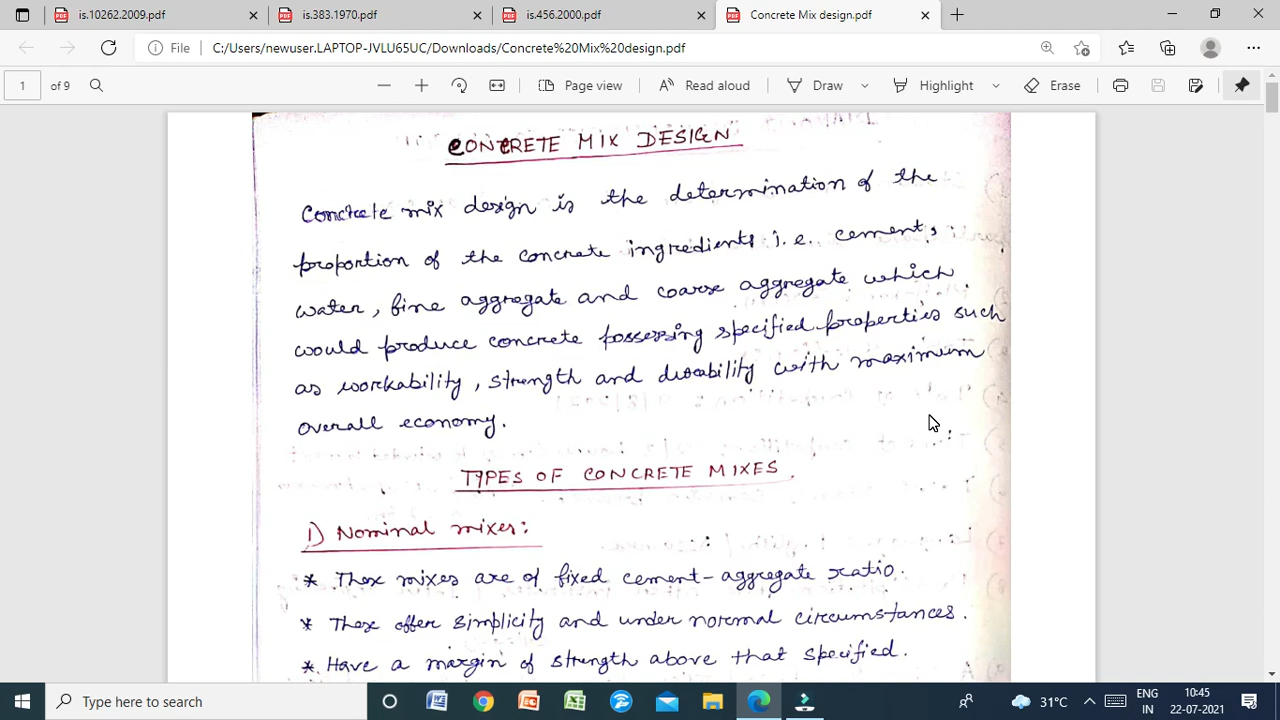 is.10262.2009.pdf
is.383.1970.pdf
is.456.2000.pdf
Concrete Mix design.pdf
File
C:/Users/newuser.LAPTOP-JVLU65UC/Downloads/Concrete%20Mix%20design.pdf
1 of 9
Page view
Read aloud
Draw
Highlight
Erase
CONCRETE MIX DESIGN
Concrete mix design is the determination of the
proportion of the concrete ingredients i.e. cement,
water, fine aggregate and coarse aggregate which
would produce concrete possessing specified properties such
as workability, strength and durability with maximum
overall economy.
TYPES OF CONCRETE MIXES.
1) Nominal mixes:
* These mixes are of fixed cement-aggregate ratio.
* These offer simplicity and under normal circumstances.
* Have a margin of strength above that specified.
Type here to search
31°C
ENG
IN
10:45
22-07-2021